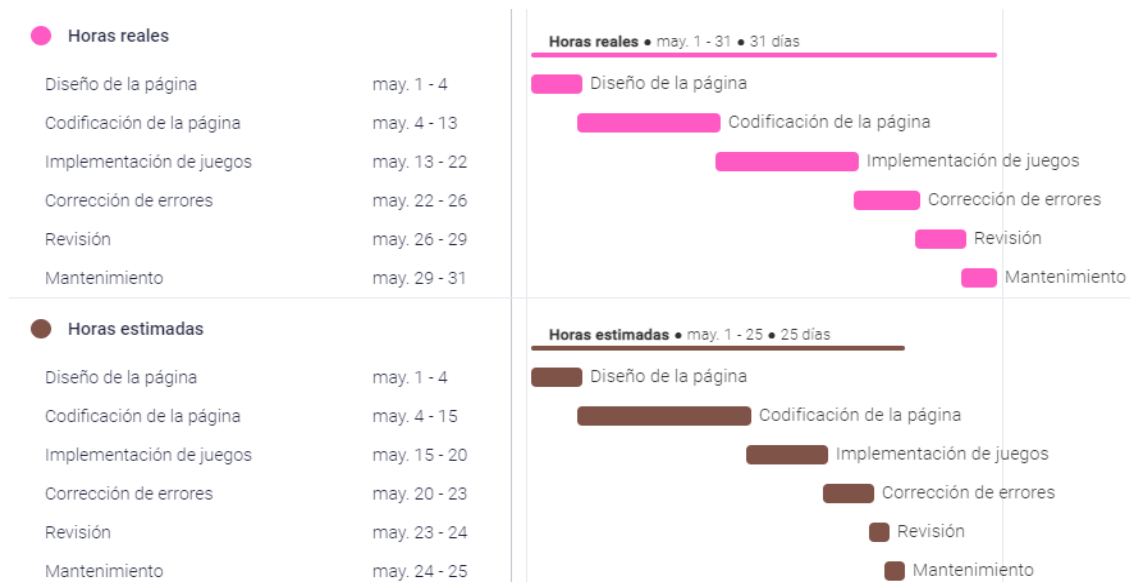 Horas reales
Horas reales • may. 1 - 31 • 31 días
Diseño de la página may. 1 - 4 Diseño de la página
Codificación de la página may. 4 - 13 Codificación de la página
Implementación de juegos may. 13 - 22 Implementación de juegos
Corrección de errores may. 22 - 26 Corrección de errores
Revisión may. 26 - 29 Revisión
Mantenimiento may. 29 - 31 Mantenimiento
Horas estimadas
Horas estimadas • may. 1 - 25 • 25 días
Diseño de la página may. 1 - 4 Diseño de la página
Codificación de la página may. 4 - 15 Codificación de la página
Implementación de juegos may. 15 - 20 Implementación de juegos
Corrección de errores may. 20 - 23 Corrección de errores
Revisión may. 23 - 24 Revisión
Mantenimiento may. 24 - 25 Mantenimiento